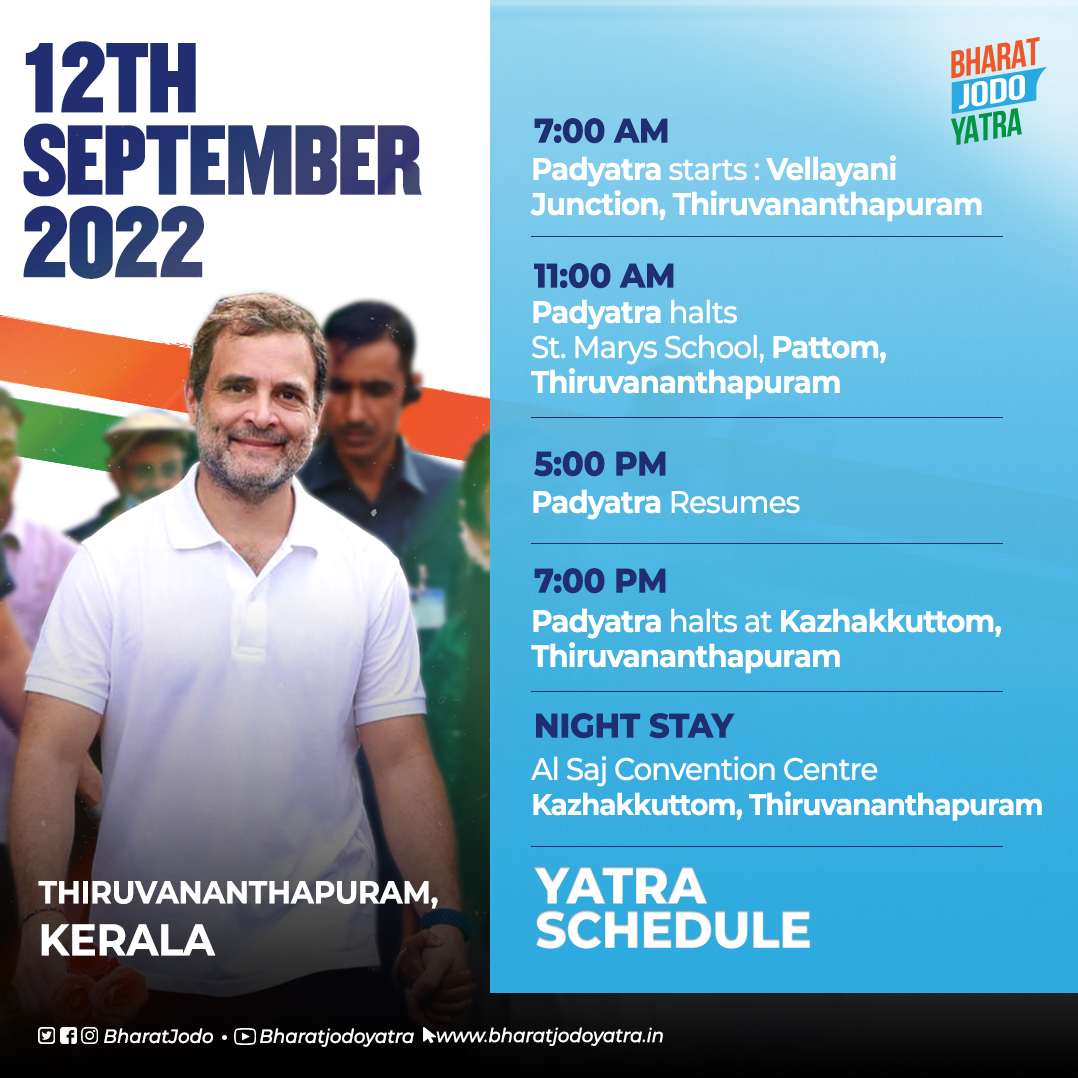 12TH
SEPTEMBER
2022
BHARAT
JODO
YATRA
7:00 AM
Padyatra starts : Vellayani
Junction, Thiruvananthapuram
11:00 AM
Padyatra halts
St. Marys School, Pattom,
Thiruvananthapuram
5:00 PM
Padyatra Resumes
7:00 PM
Padyatra halts at Kazhakkuttom,
Thiruvananthapuram
NIGHT STAY
Al Saj Convention Centre
Kazhakkuttom, Thiruvananthapuram
YATRA
SCHEDULE
THIRUVANANTHAPURAM,
KERALA
BharatJodo • Bharatjodoyatra www.bharatjodoyatra.in